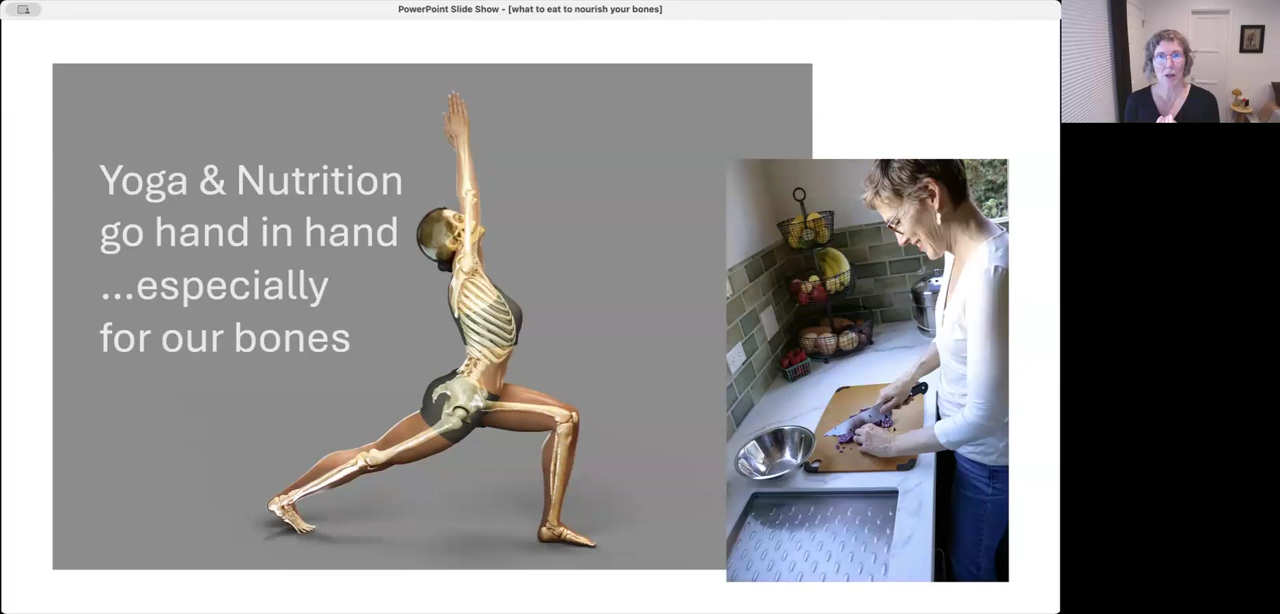 PowerPoint Slide Show - [what to eat to nourish your bones]
Yoga & Nutrition
go hand in hand
...especially
for our bones